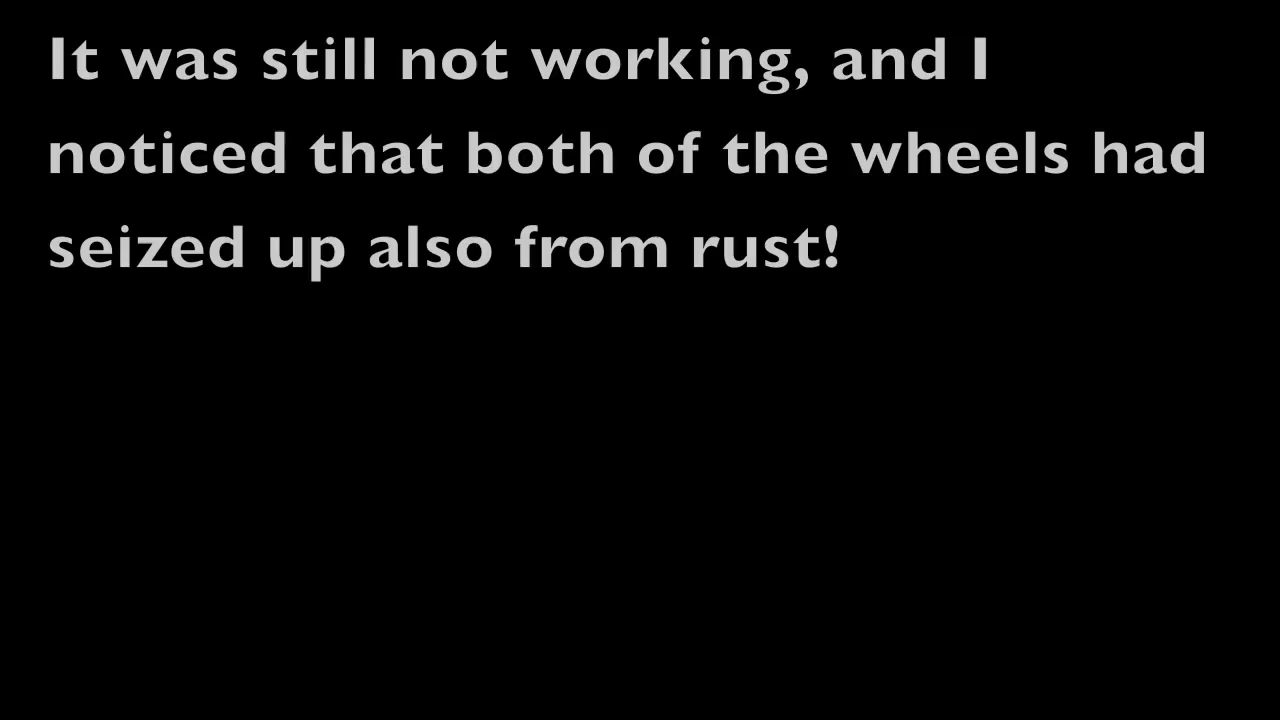 It was still not working, and I
noticed that both of the wheels had
seized up also from rust!